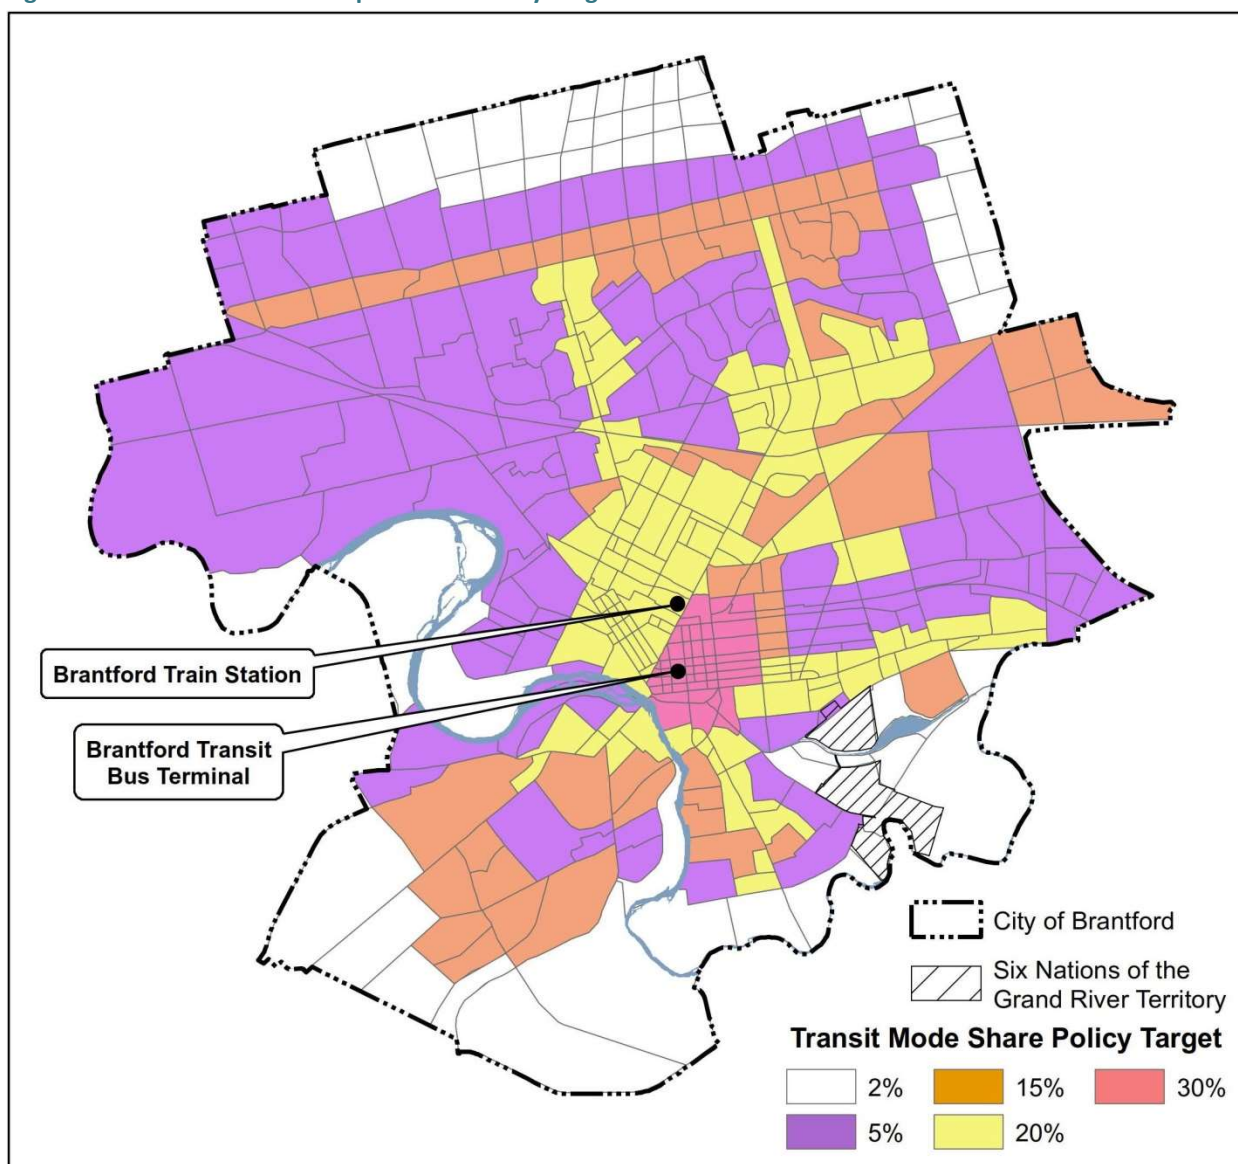 Brantford Train Station
Brantford Transit
Bus Terminal
City of Brantford
Six Nations of the
Grand River Territory
Transit Mode Share Policy Target
2%
15%
30%
5%
20%